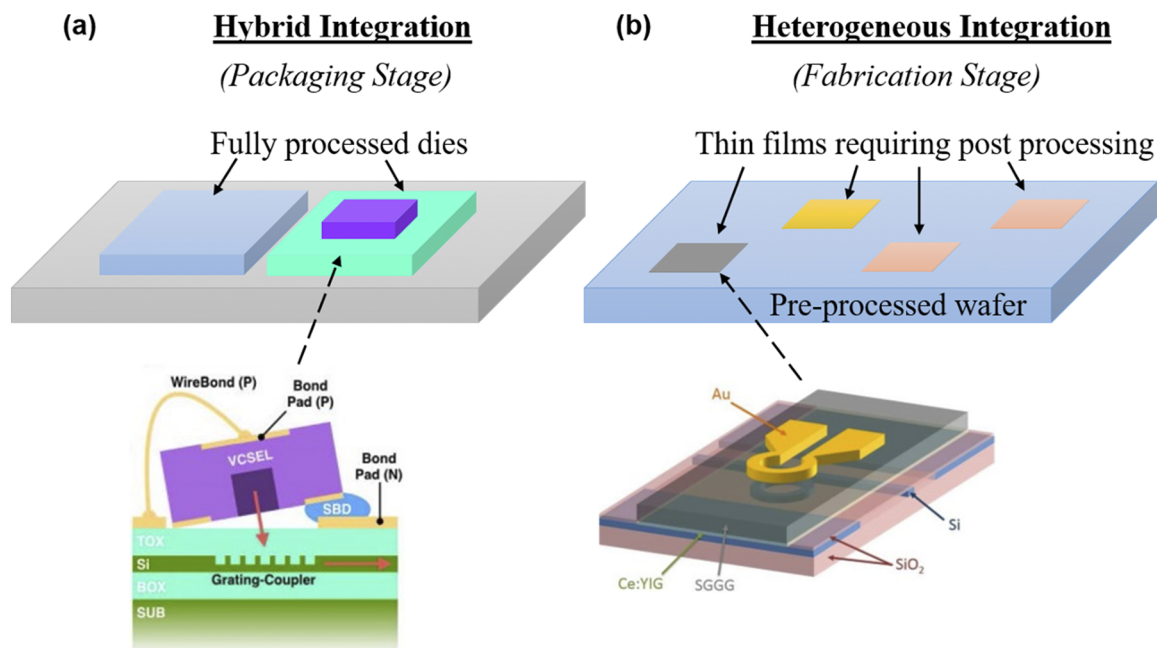 (a) Hybrid Integration
(Packaging Stage)
Fully processed dies
WireBond (P)
Bond
Pad (P)
VCSEL
Bond
Pad (N)
SBD
TOX
Si
Grating-Coupler
BOX
SUB
(b) Heterogeneous Integration
(Fabrication Stage)
Thin films requiring post processing
Pre-processed wafer
Au
Si
SiO2
Ce:YIG
SGGG